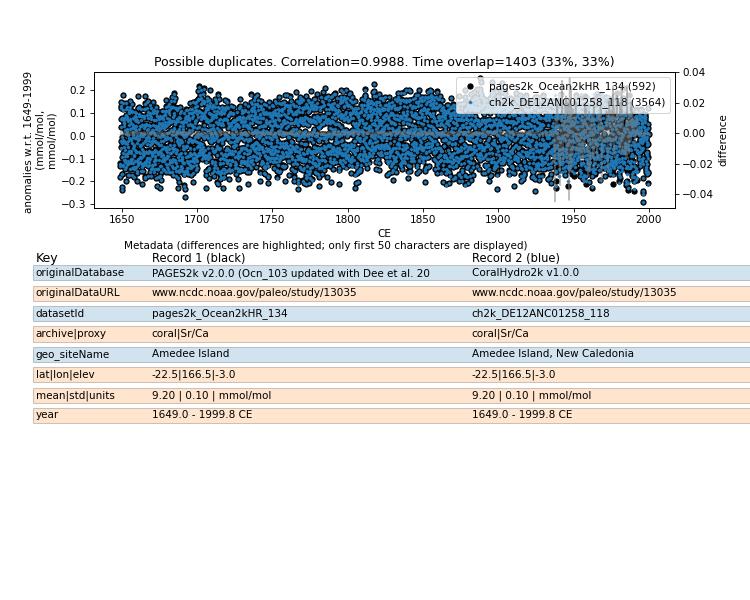 Possible duplicates. Correlation=0.9988. Time overlap=1403 (33%, 33%)
anomalies w.r.t. 1649-1999
(mmol/mol,
mmol/mol)
0.2
0.1
0.0
−0.1
−0.2
−0.3
pages2k_Ocean2kHR_134 (592)
ch2k_DE12ANC01258_118 (3564)
0.04
0.02
0.00
−0.02
−0.04
difference
1650 1700 1750 1800 1850 1900 1950 2000
CE
Metadata (differences are highlighted; only first 50 characters are displayed)
Key Record 1 (black) Record 2 (blue)
originalDatabase PAGES2k v2.0.0 (Ocn_103 updated with Dee et al. 20 CoralHydro2k v1.0.0
originalDataURL www.ncdc.noaa.gov/paleo/study/13035 www.ncdc.noaa.gov/paleo/study/13035
datasetId pages2k_Ocean2kHR_134 ch2k_DE12ANC01258_118
archive|proxy coral|Sr/Ca coral|Sr/Ca
geo_siteName Amedee Island Amedee Island, New Caledonia
lat|lon|elev -22.5|166.5|-3.0 -22.5|166.5|-3.0
mean|std|units 9.20 | 0.10 | mmol/mol 9.20 | 0.10 | mmol/mol
year 1649.0 - 1999.8 CE 1649.0 - 1999.8 CE